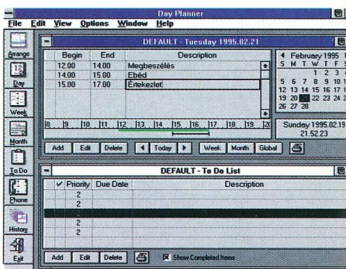 Day Planner
File Edit View Options Window Help
Arrange
Day
Week
Month
To Do
Phone
History
Exit
DEFAULT - Tuesday 1995.02.21
Begin End Description
12.00 14.00 Megbeszélés
14.00 15.00 Ebéd
15.00 17.00 Értekezlet
8 9 10 11 12 13 14 15 16 17 18 19 20
Add Edit Delete Today Week Month Global
February 1995
S M T W T F S
1 2 3
5 6 7 8 9 10 1
12 13 14 15 16 17 1
19 20 21 22 23 24 2
26 27 28
Sunday 1995.02.19
21.52.23
DEFAULT - To Do List
Priority Due Date Description
2
2
2
2
Add Edit Delete Show Completed Items